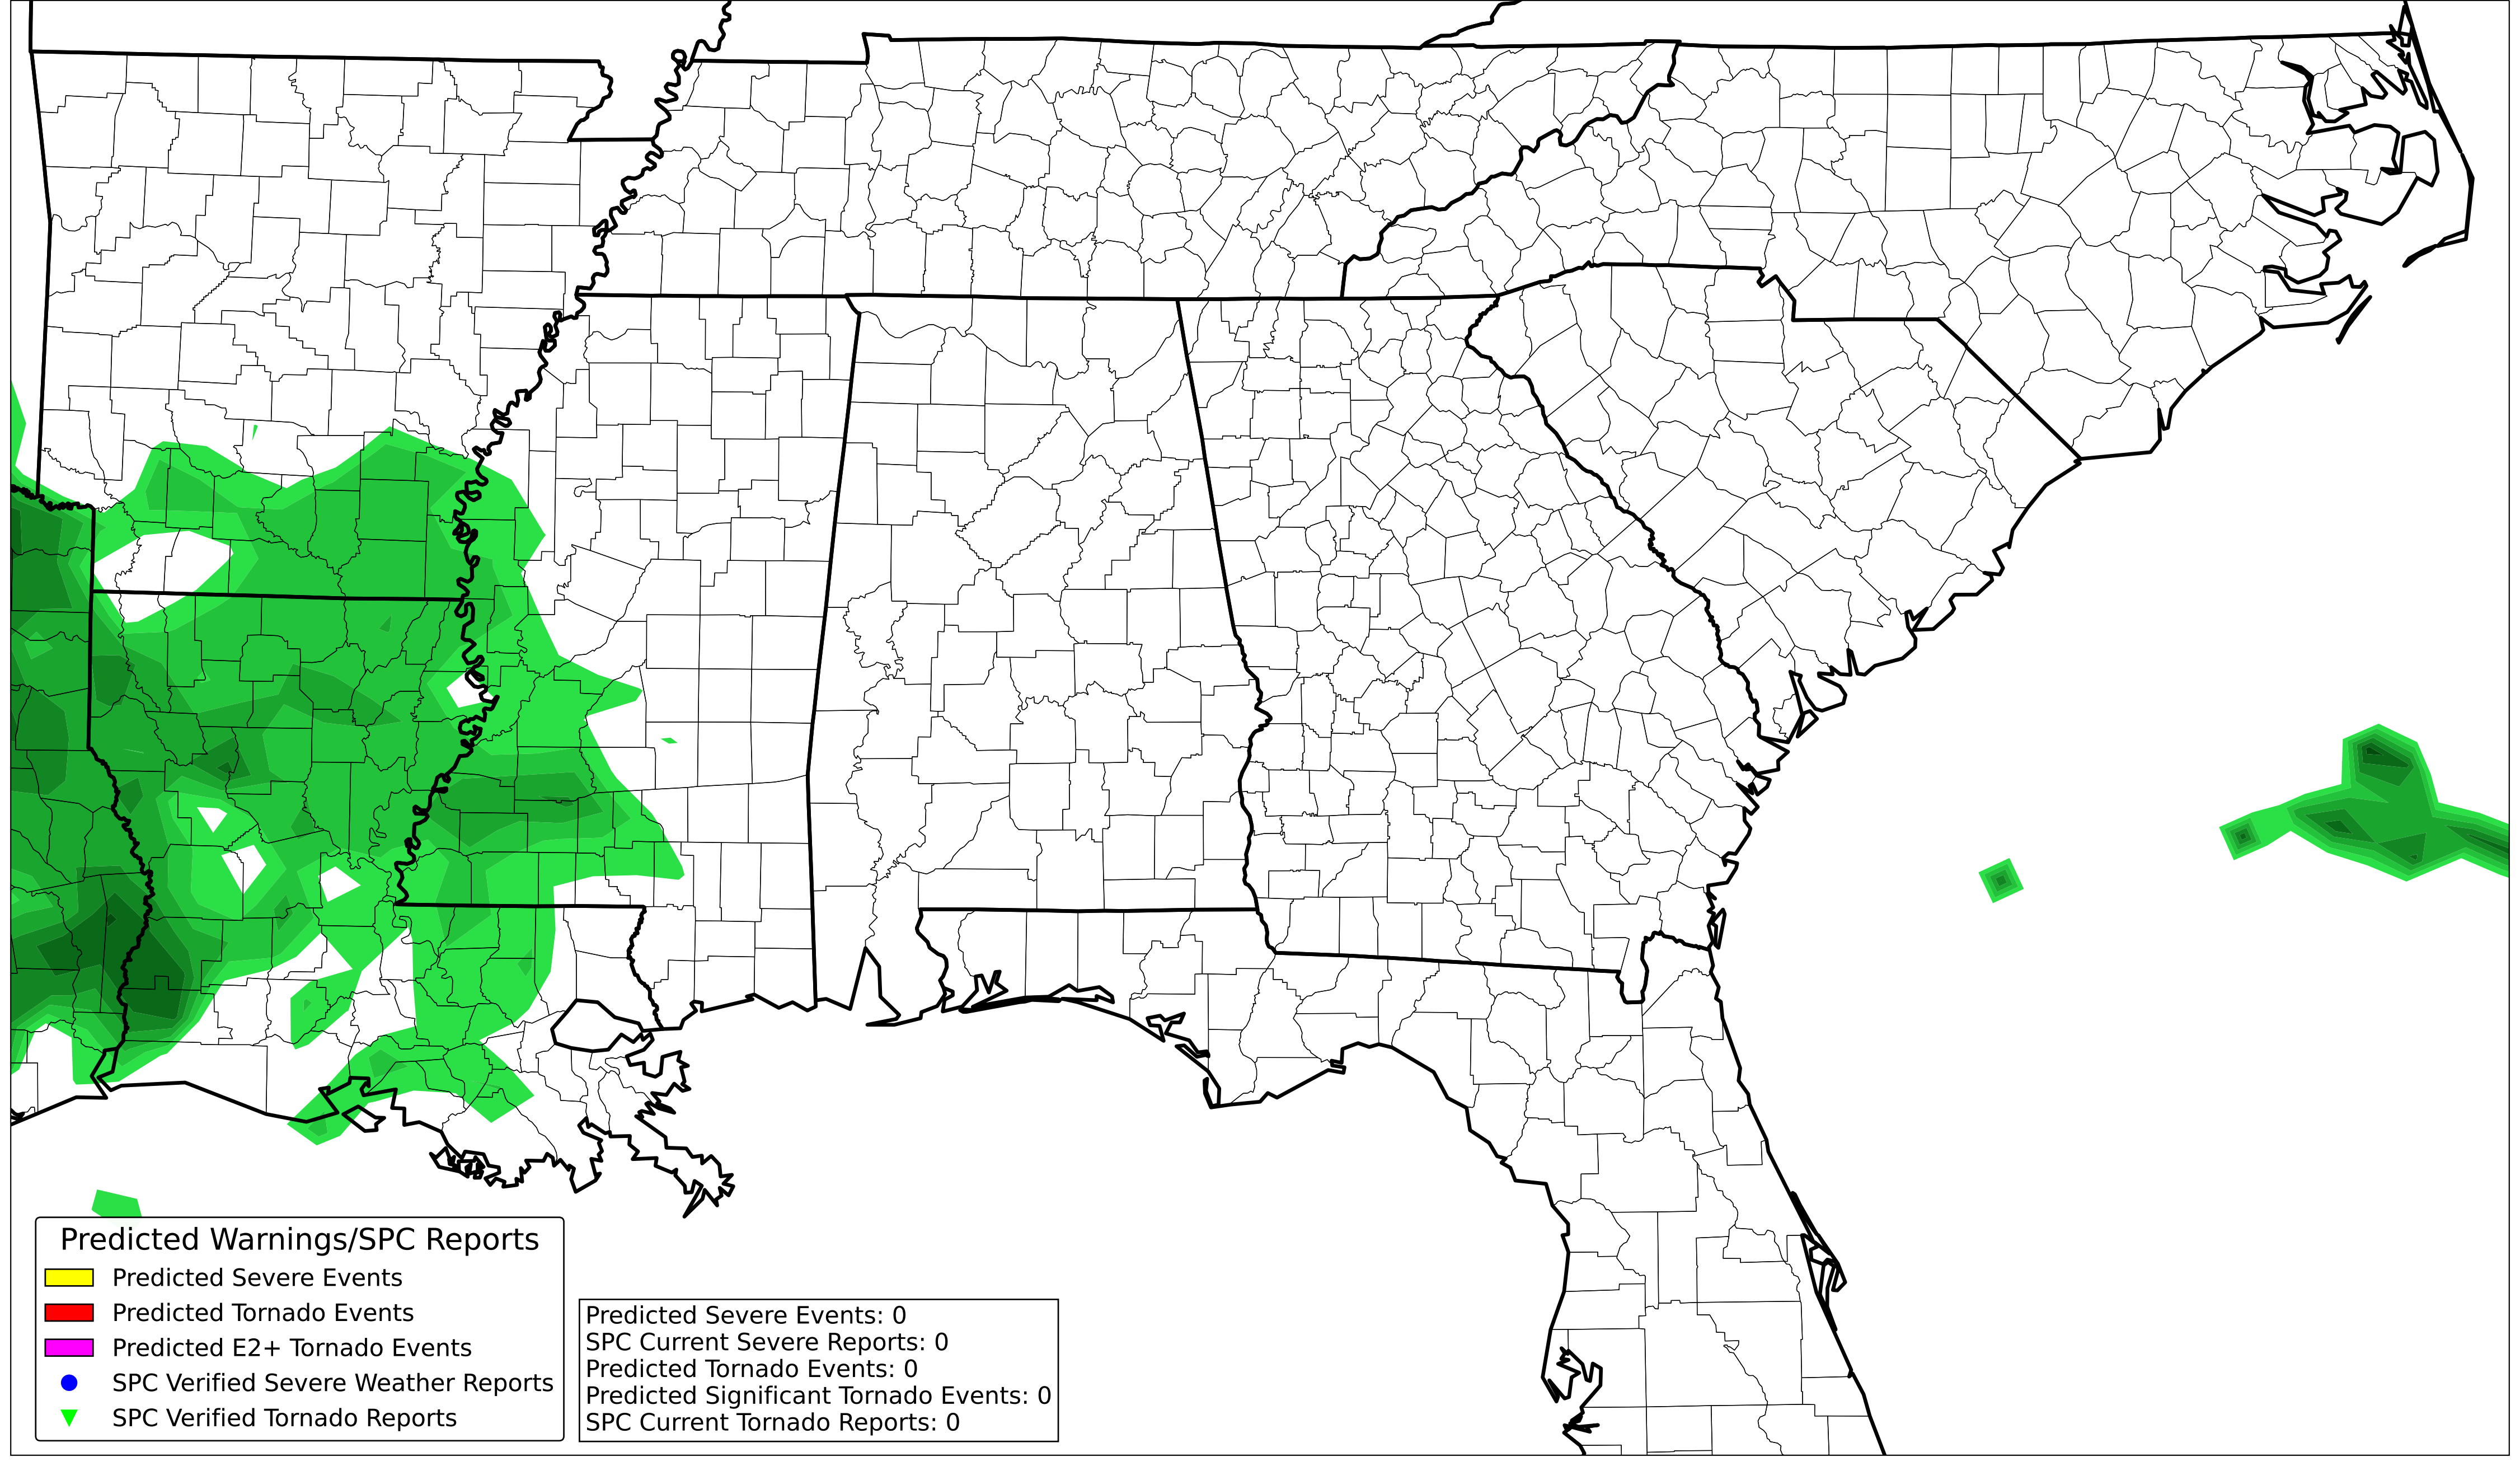 Predicted Warnings/SPC Reports
Predicted Severe Events
Predicted Tornado Events
Predicted E2+ Tornado Events
SPC Verified Severe Weather Reports
SPC Verified Tornado Reports
Predicted Severe Events: 0
SPC Current Severe Reports: 0
Predicted Tornado Events: 0
Predicted Significant Tornado Events: 0
SPC Current Tornado Reports: 0